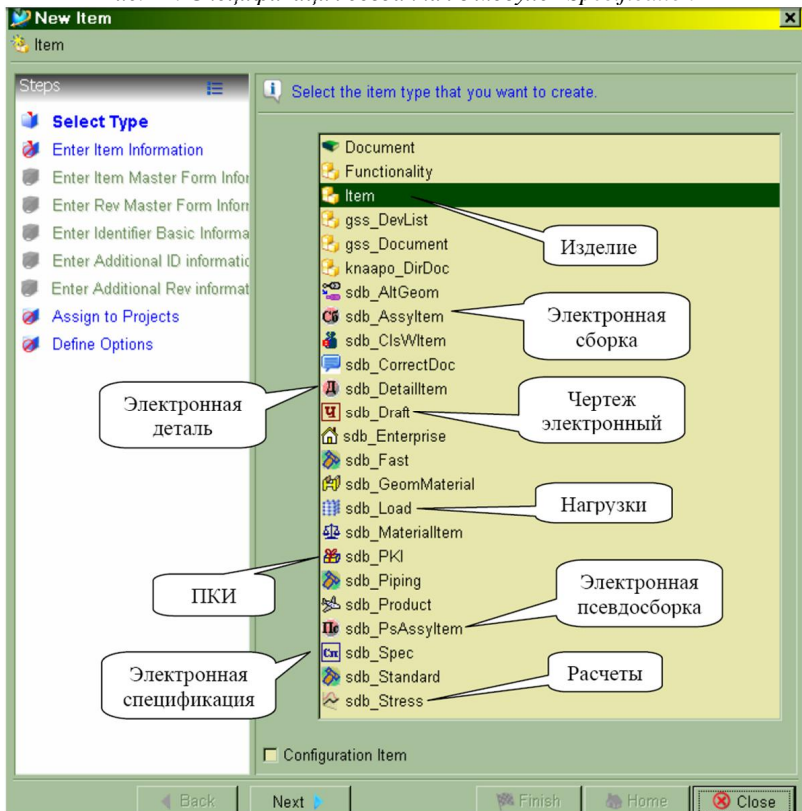 New Item
Item
Steps
Select Type
Enter Item Information
Enter Item Master Form Infor
Enter Rev Master Form Inforr
Enter Identifier Basic Informa
Enter Additional ID informatic
Enter Additional Rev informat
Assign to Projects
Define Options
Select the item type that you want to create.
Document
Functionality
Item
gss_DevList
gss_Document
knaapo_DirDoc
sdb_AltGeom
Сб sdb_AssyItem
sdb_ClsWItem
sdb_CorrectDoc
Д sdb_DetailItem
Ч sdb_Draft
sdb_Enterprise
sdb_Fast
sdb_GeomMaterial
sdb_Load
sdb_MaterialItem
sdb_PKI
sdb_Piping
sdb_Product
Пс sdb_PsAssyItem
Сп sdb_Spec
sdb_Standard
sdb_Stress
Изделие
Электронная
сборка
Электронная
деталь
Чертеж
электронный
Нагрузки
ПКИ
Электронная
псевдосборка
Электронная
спецификация
Расчеты
Configuration Item
Back
Next
Finish
Home
Close